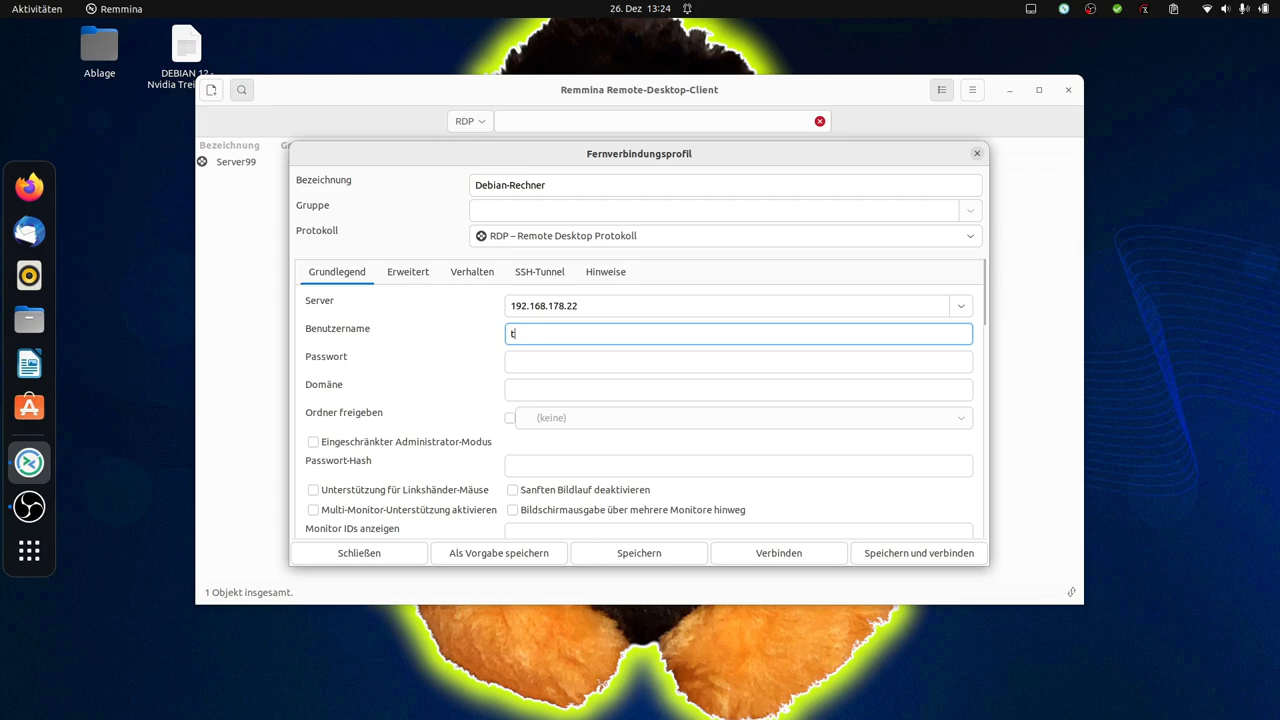 Aktivitäten Remmina 26. Dez 13:24
Ablage
DEBIAN 12 -
Nvidia Trei
Remmina Remote-Desktop-Client
RDP
Bezeichnung
Server99
Fernverbindungsprofil
Bezeichnung Debian-Rechner
Gruppe
Protokoll RDP – Remote Desktop Protokoll
Grundlegend Erweitert Verhalten SSH-Tunnel Hinweise
Server 192.168.178.22
Benutzername t
Passwort
Domäne
Ordner freigeben (keine)
Eingeschränkter Administrator-Modus
Passwort-Hash
Unterstützung für Linkshänder-Mäuse Sanften Bildlauf deaktivieren
Multi-Monitor-Unterstützung aktivieren Bildschirmausgabe über mehrere Monitore hinweg
Monitor IDs anzeigen
Schließen Als Vorgabe speichern Speichern Verbinden Speichern und verbinden
1 Objekt insgesamt.